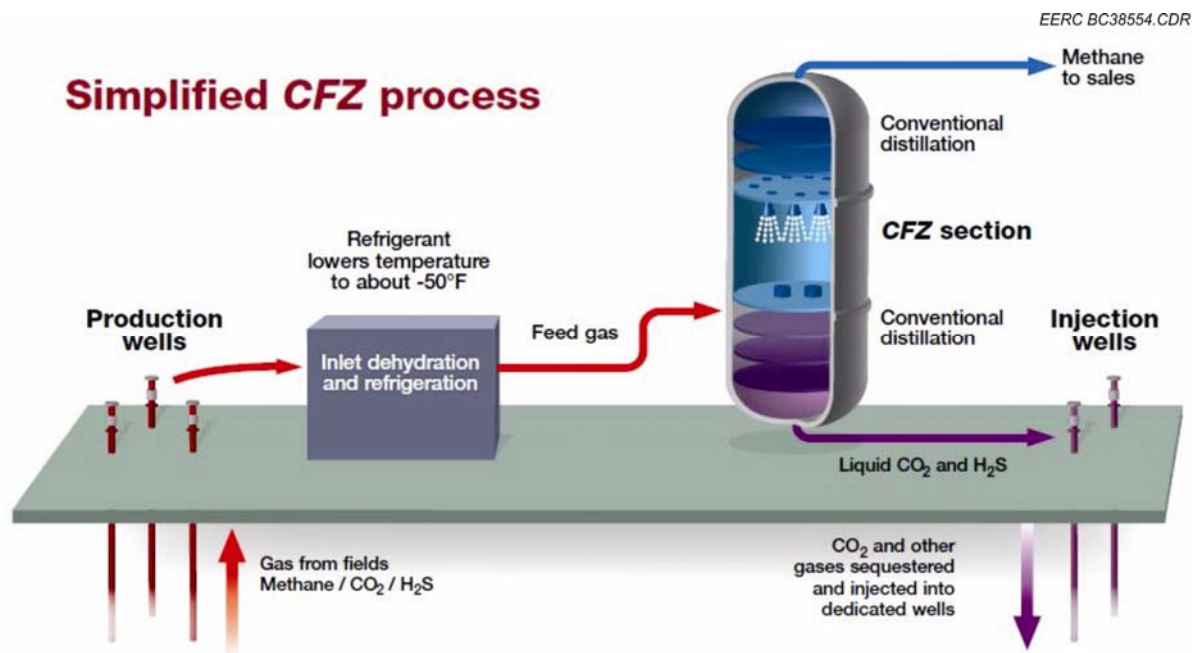 EERC BC38554.CDR
Simplified CFZ process
Methane
to sales
Conventional
distillation
CFZ section
Refrigerant
lowers temperature
to about -50°F
Production
wells
Inlet dehydration
and refrigeration
Feed gas
Conventional
distillation
Injection
wells
Liquid CO₂ and H₂S
Gas from fields
Methane / CO₂ / H₂S
CO₂ and other
gases sequestered
and injected into
dedicated wells